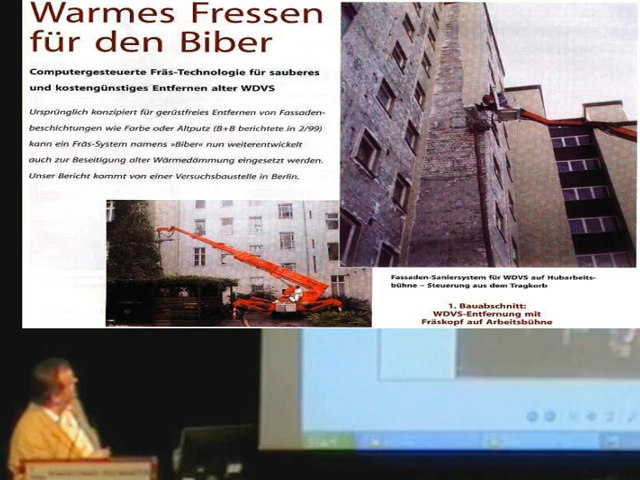 Warmes Fressen
für den Biber
Computergesteuerte Fräs-Technologie für sauberes
und kostengünstiges Entfernen alter WDVS
Ursprünglich konzipiert für gerüstfreies Entfernen von Fassaden-
beschichtungen wie Farbe oder Altputz (B+B berichtete in 2/99)
kann ein Fräs-System namens »Biber« nun weiterentwickelt
auch zur Beseitigung alter Wärmedämmung eingesetzt werden.
Unser Bericht kommt von einer Versuchsbaustelle in Berlin.
Fassaden-Saniersystem für WDVS auf Hubarbeits-
bühne – Steuerung aus dem Tragkorb
1. Bauabschnitt:
WDVS-Entfernung mit
Fräskopf auf Arbeitsbühne